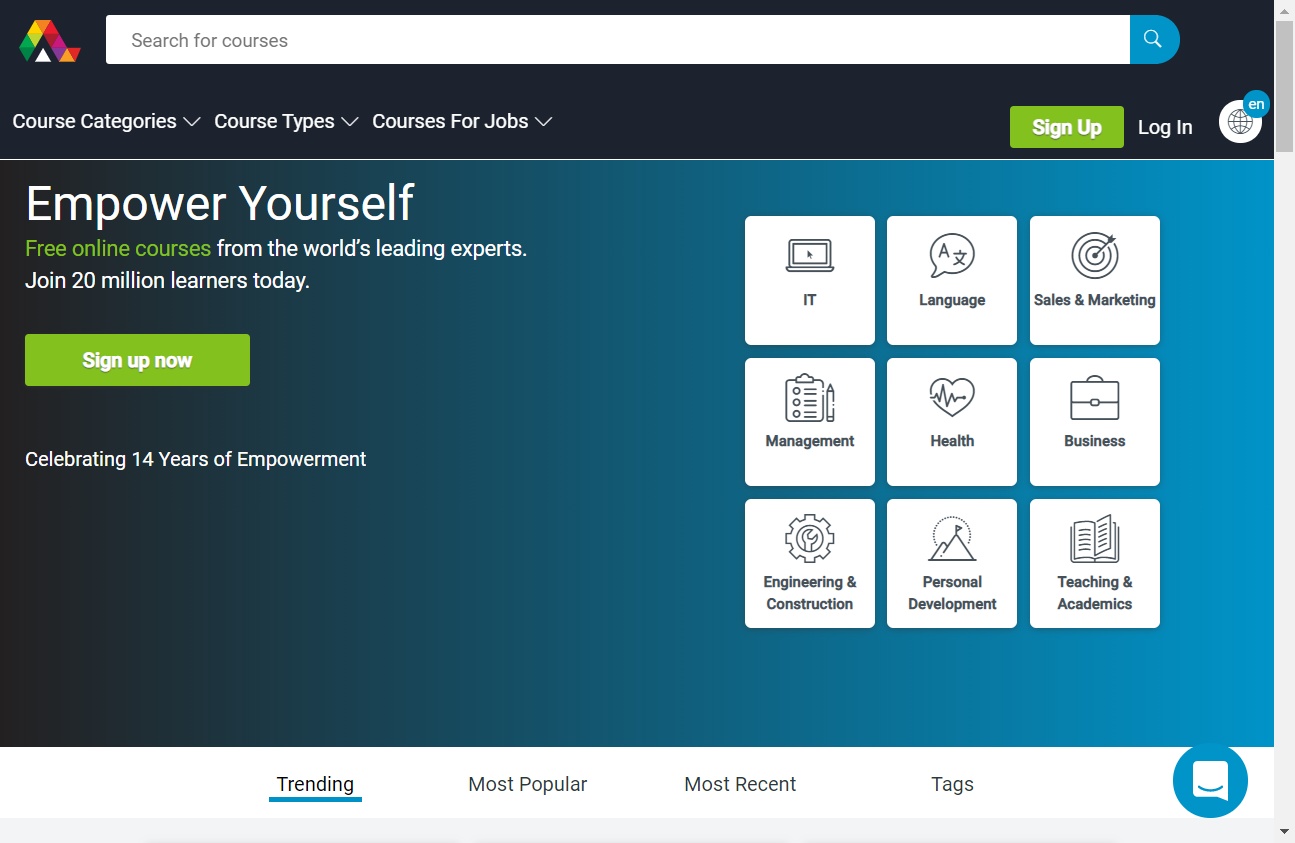 Search for courses
Course Categories
Course Types
Courses For Jobs
Sign Up
Log In
en
Empower Yourself
Free online courses from the world’s leading experts.
Join 20 million learners today.
Sign up now
Celebrating 14 Years of Empowerment
IT
Language
Sales & Marketing
Management
Health
Business
Engineering &
Construction
Personal
Development
Teaching &
Academics
Trending
Most Popular
Most Recent
Tags